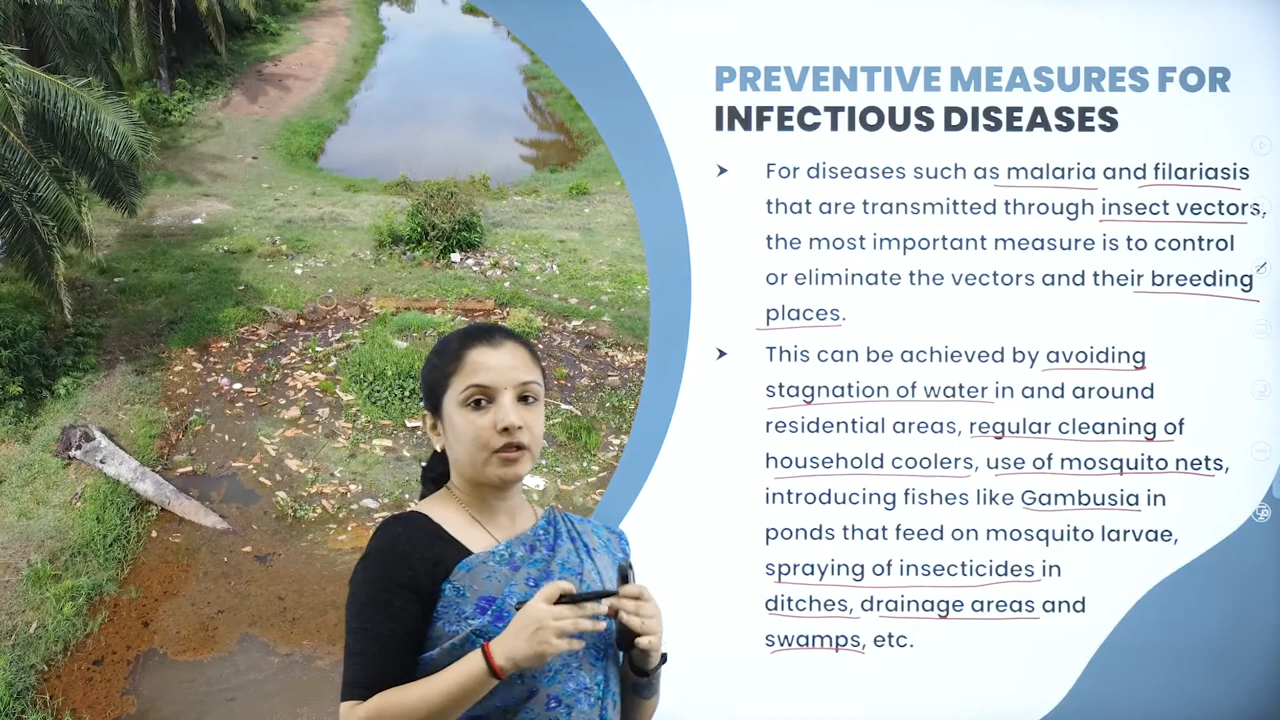 PREVENTIVE MEASURES FOR
INFECTIOUS DISEASES
➤ For diseases such as malaria and filariasis
that are transmitted through insect vectors,
the most important measure is to control
or eliminate the vectors and their breeding
places.
➤ This can be achieved by avoiding
stagnation of water in and around
residential areas, regular cleaning of
household coolers, use of mosquito nets,
introducing fishes like Gambusia in
ponds that feed on mosquito larvae,
spraying of insecticides in
ditches, drainage areas and
swamps, etc.